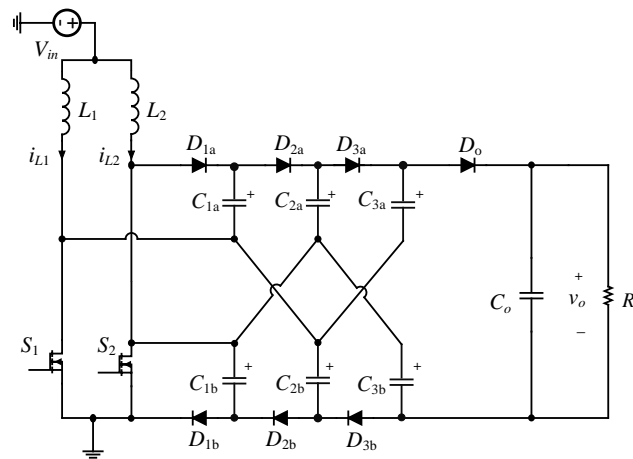 V_in
L_1
L_2
i_L1
i_L2
D_1a
D_2a
D_3a
D_o
C_1a
+
C_2a
+
C_3a
+
C_o
+
v_o
−
R
S_1
S_2
C_1b
+
C_2b
+
C_3b
+
D_1b
D_2b
D_3b